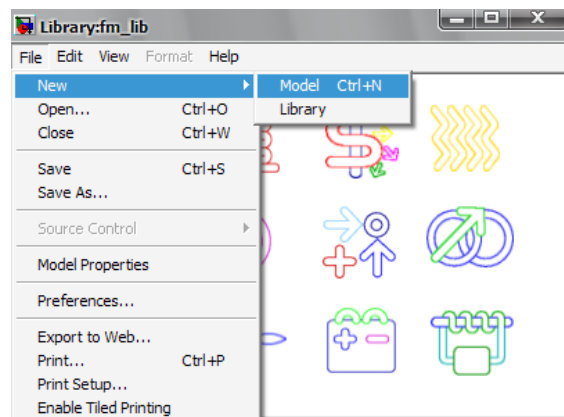 Library:fm_lib
File Edit View Format Help
New
Model Ctrl+N
Open... Ctrl+O
Library
Close Ctrl+W
Save Ctrl+S
Save As...
Source Control
Model Properties
Preferences...
Export to Web...
Print... Ctrl+P
Print Setup...
Enable Tiled Printing